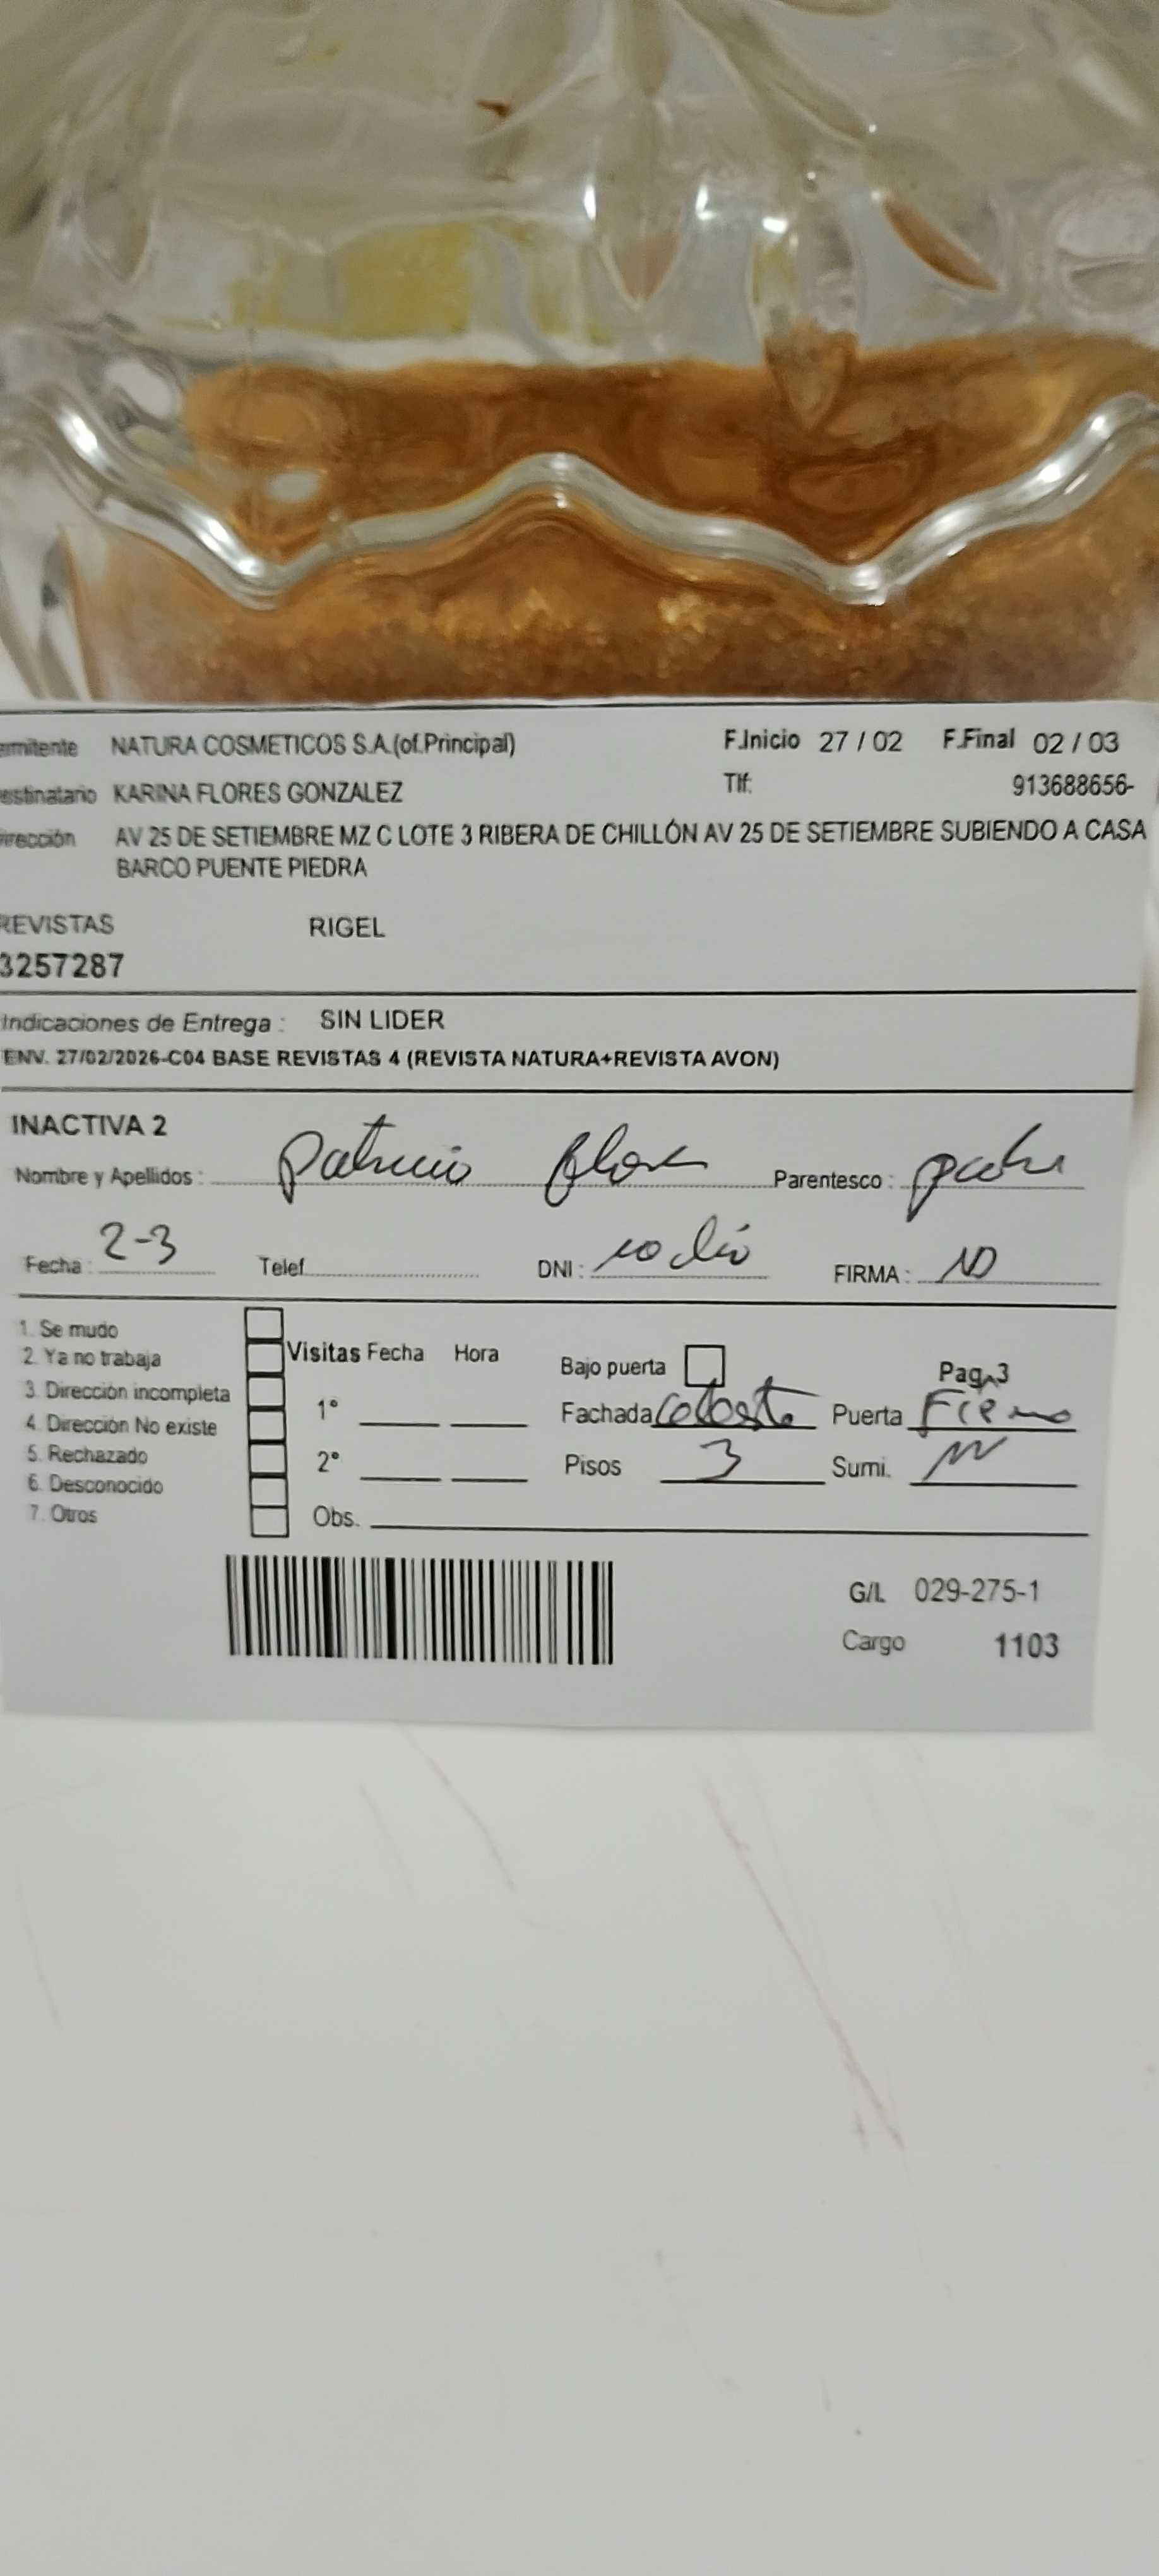 emitente NATURA COSMETICOS S.A.(of.Principal) F.Inicio 27 / 02 F.Final 02 / 03
estinatario KARINA FLORES GONZALEZ Tlf: 913688656-
irección AV 25 DE SETIEMBRE MZ C LOTE 3 RIBERA DE CHILLÓN AV 25 DE SETIEMBRE SUBIENDO A CASA
BARCO PUENTE PIEDRA
REVISTAS RIGEL
3257287
Indicaciones de Entrega : SIN LIDER
ENV. 27/02/2026-C04 BASE REVISTAS 4 (REVISTA NATURA+REVISTA AVON)
INACTIVA 2
Nombre y Apellidos : Patricio Flores Parentesco : padre
Fecha : 2-3 Telef DNI : no dio FIRMA :
1. Se mudo
2. Ya no trabaja Visitas Fecha Hora Bajo puerta Pag. 3
3. Dirección incompleta 1° Fachada celeste Puerta Fierro
4. Dirección No existe
5. Rechazado 2° Pisos 3 Sumi.
6. Desconocido
7. Otros Obs.
G/L 029-275-1
Cargo 1103